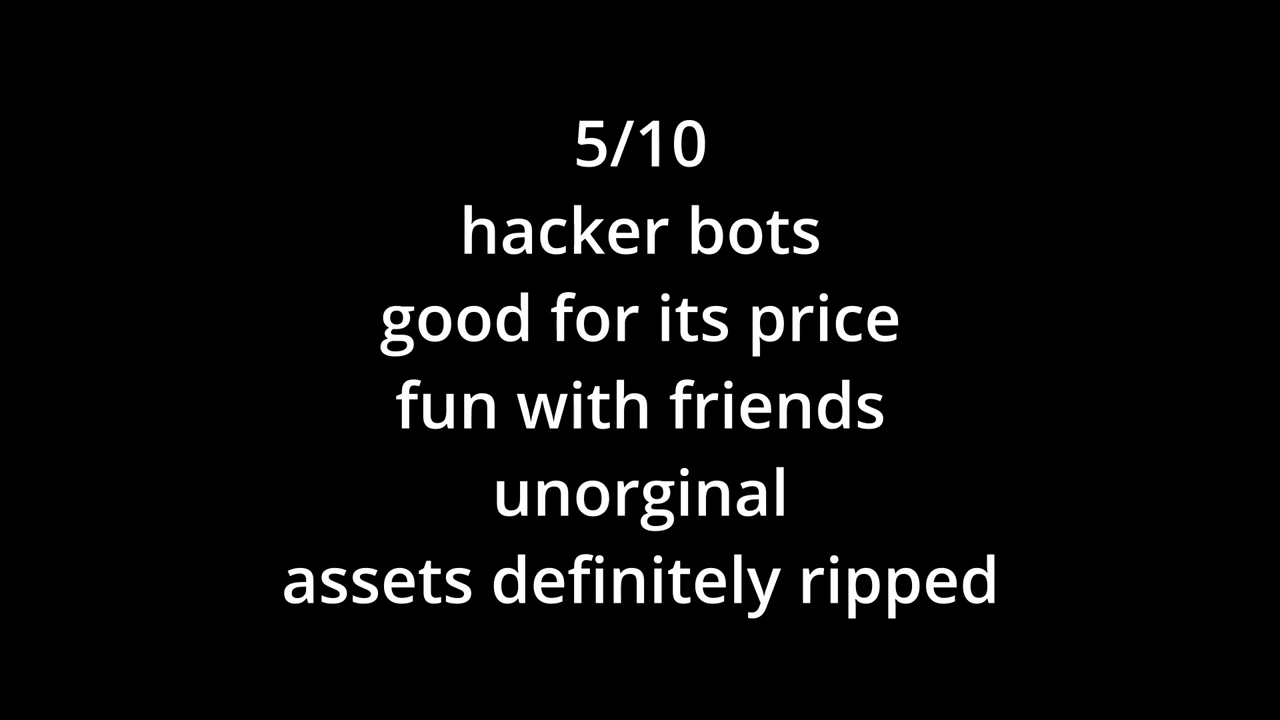 5/10
hacker bots
good for its price
fun with friends
unorginal
assets definitely ripped